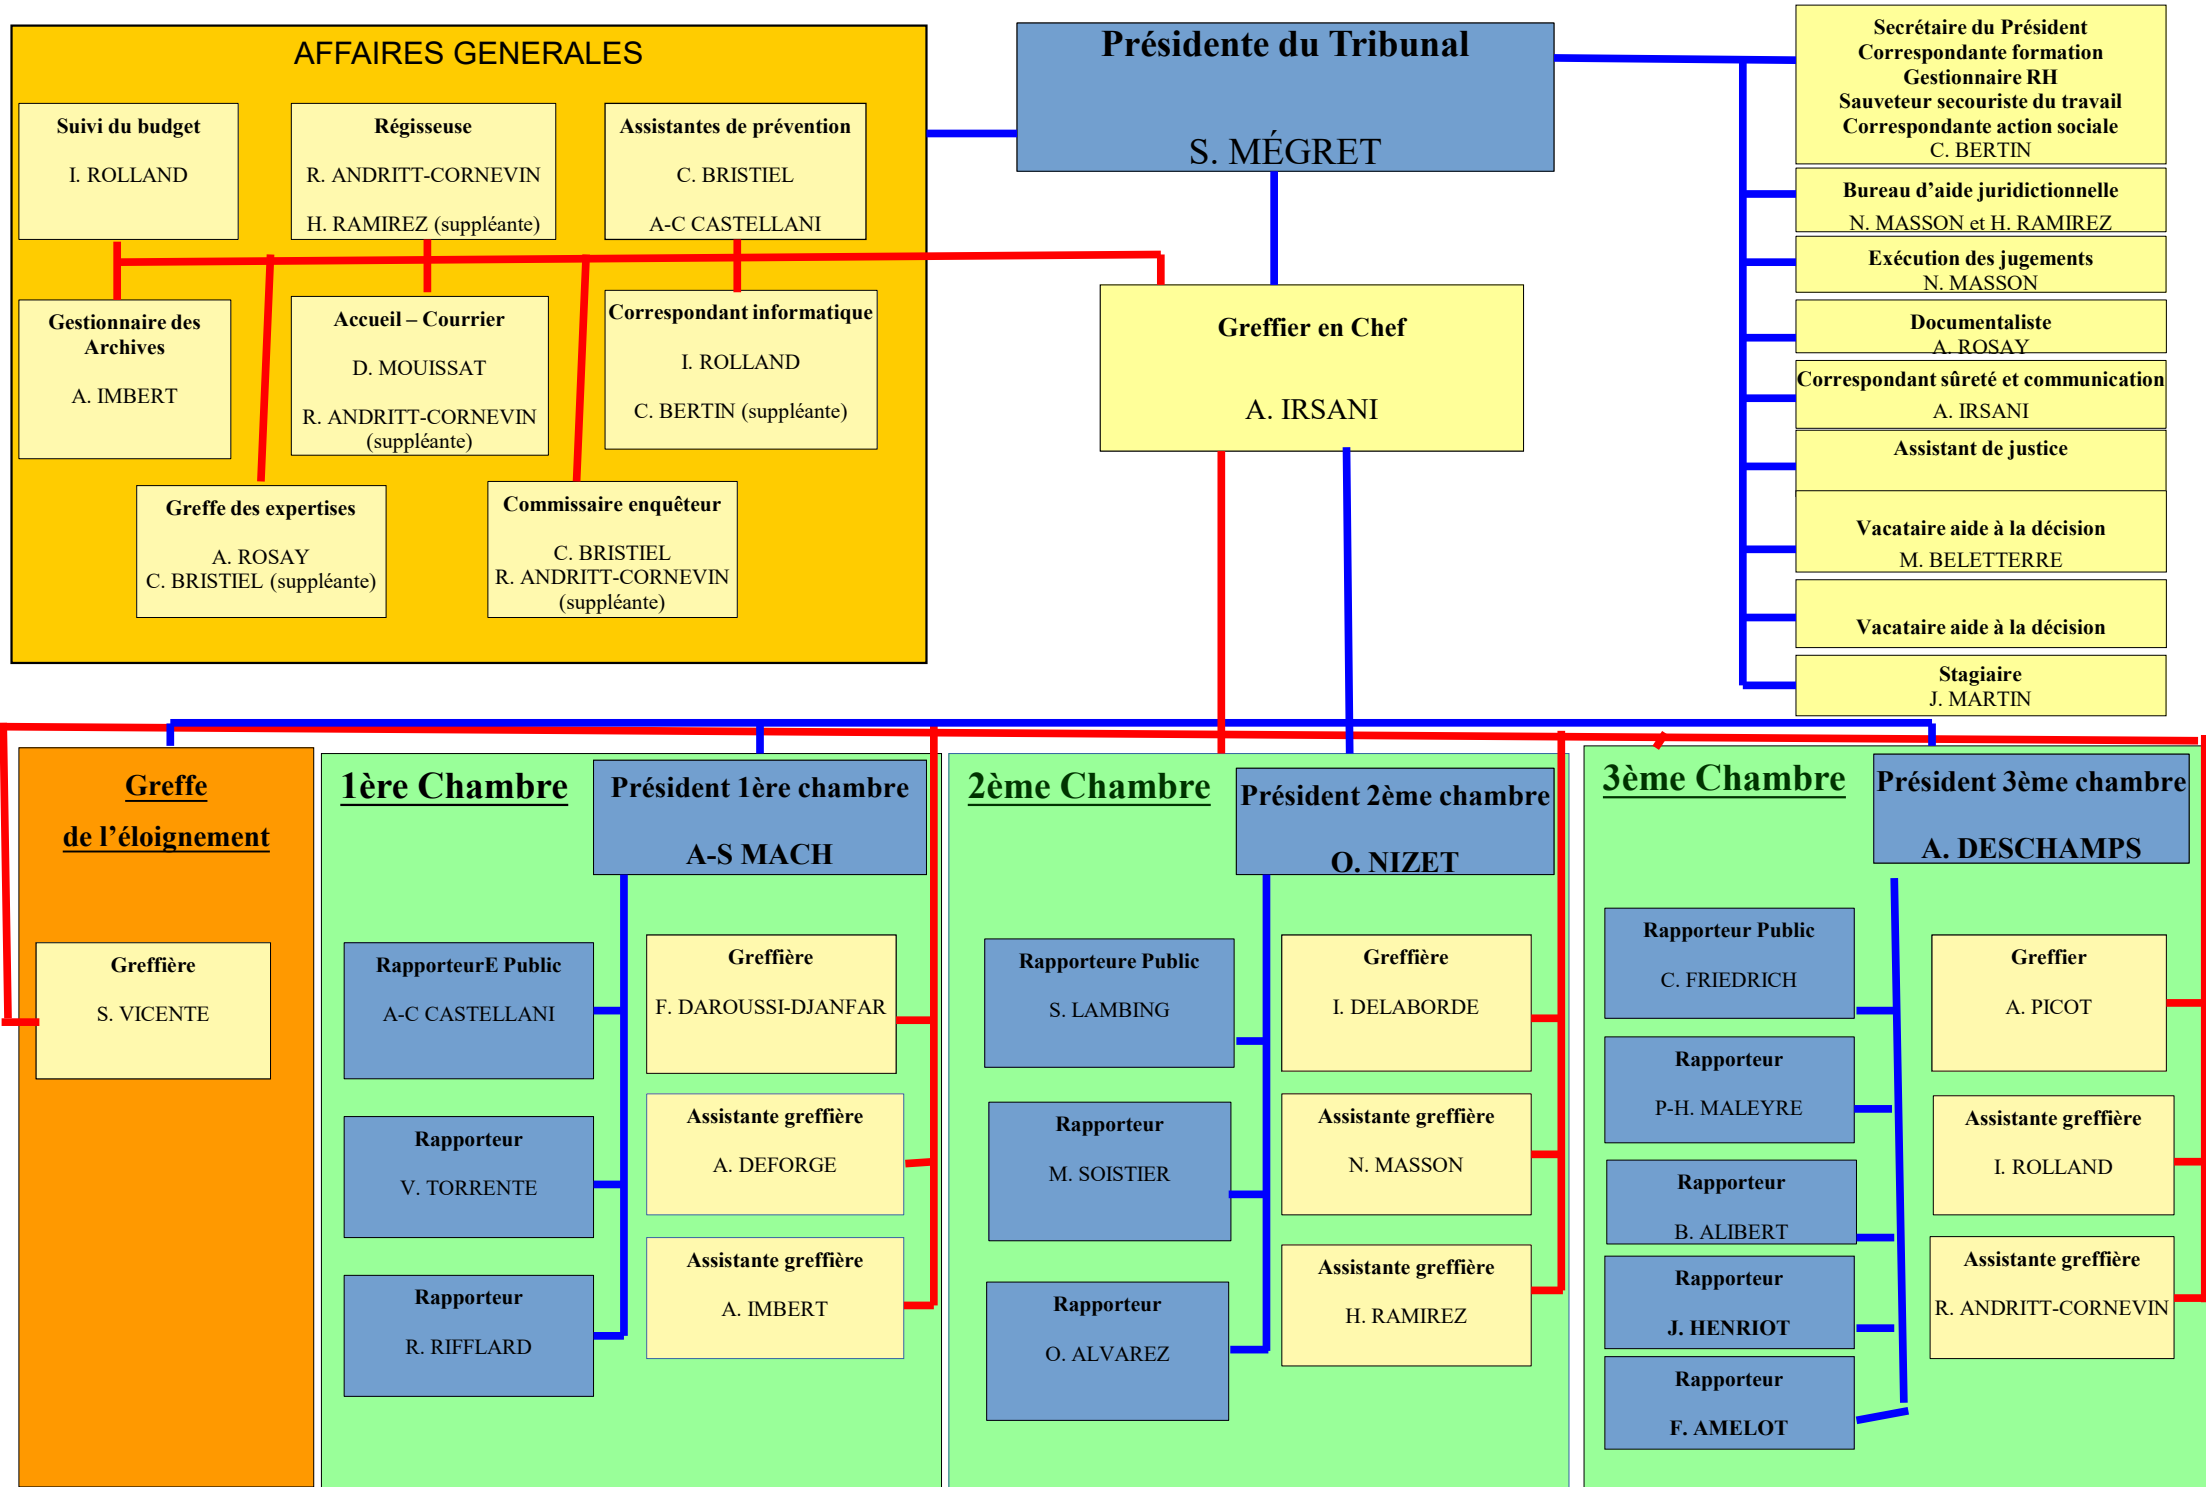 AFFAIRES GENERALES
Suivi du budget
I. ROLLAND
Régisseuse
R. ANDRITT-CORNEVIN
H. RAMIREZ (suppléante)
Assistantes de prévention
C. BRISTIEL
A-C CASTELLANI
Gestionnaire des
Archives
A. IMBERT
Accueil – Courrier
D. MOUISSAT
R. ANDRITT-CORNEVIN
(suppléante)
Correspondant informatique
I. ROLLAND
C. BERTIN (suppléante)
Greffe des expertises
A. ROSAY
C. BRISTIEL (suppléante)
Commissaire enquêteur
C. BRISTIEL
R. ANDRITT-CORNEVIN
(suppléante)
Présidente du Tribunal
S. MÉGRET
Greffier en Chef
A. IRSANI
Secrétaire du Président
Correspondante formation
Gestionnaire RH
Sauveteur secouriste du travail
Correspondante action sociale
C. BERTIN
Bureau d’aide juridictionnelle
N. MASSON et H. RAMIREZ
Exécution des jugements
N. MASSON
Documentaliste
A. ROSAY
Correspondant sûreté et communication
A. IRSANI
Assistant de justice
Vacataire aide à la décision
M. BELETTERRE
Vacataire aide à la décision
Stagiaire
J. MARTIN
Greffe
de l’éloignement
Greffière
S. VICENTE
1ère Chambre
Président 1ère chambre
A-S MACH
RapporteurE Public
A-C CASTELLANI
Rapporteur
V. TORRENTE
Rapporteur
R. RIFFLARD
Greffière
F. DAROUSSI-DJANFAR
Assistante greffière
A. DEFORGE
Assistante greffière
A. IMBERT
2ème Chambre
Président 2ème chambre
O. NIZET
Rapporteure Public
S. LAMBING
Rapporteur
M. SOISTIER
Rapporteur
O. ALVAREZ
Greffière
I. DELABORDE
Assistante greffière
N. MASSON
Assistante greffière
H. RAMIREZ
3ème Chambre
Président 3ème chambre
A. DESCHAMPS
Rapporteur Public
C. FRIEDRICH
Rapporteur
P-H. MALEYRE
Rapporteur
B. ALIBERT
Rapporteur
J. HENRIOT
Rapporteur
F. AMELOT
Greffier
A. PICOT
Assistante greffière
I. ROLLAND
Assistante greffière
R. ANDRITT-CORNEVIN